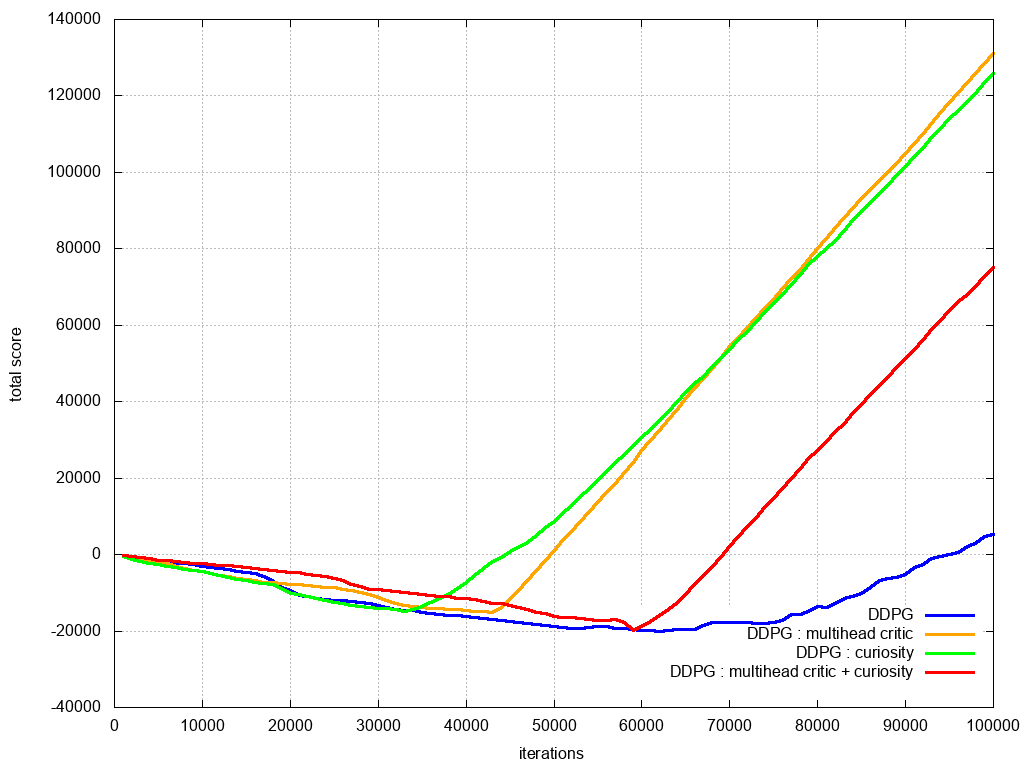 140000
120000
100000
80000
60000
40000
20000
0
-20000
-40000
total score
DDPG
DDPG : multihead critic
DDPG : curiosity
DDPG : multihead critic + curiosity
0 10000 20000 30000 40000 50000 60000 70000 80000 90000 100000
iterations